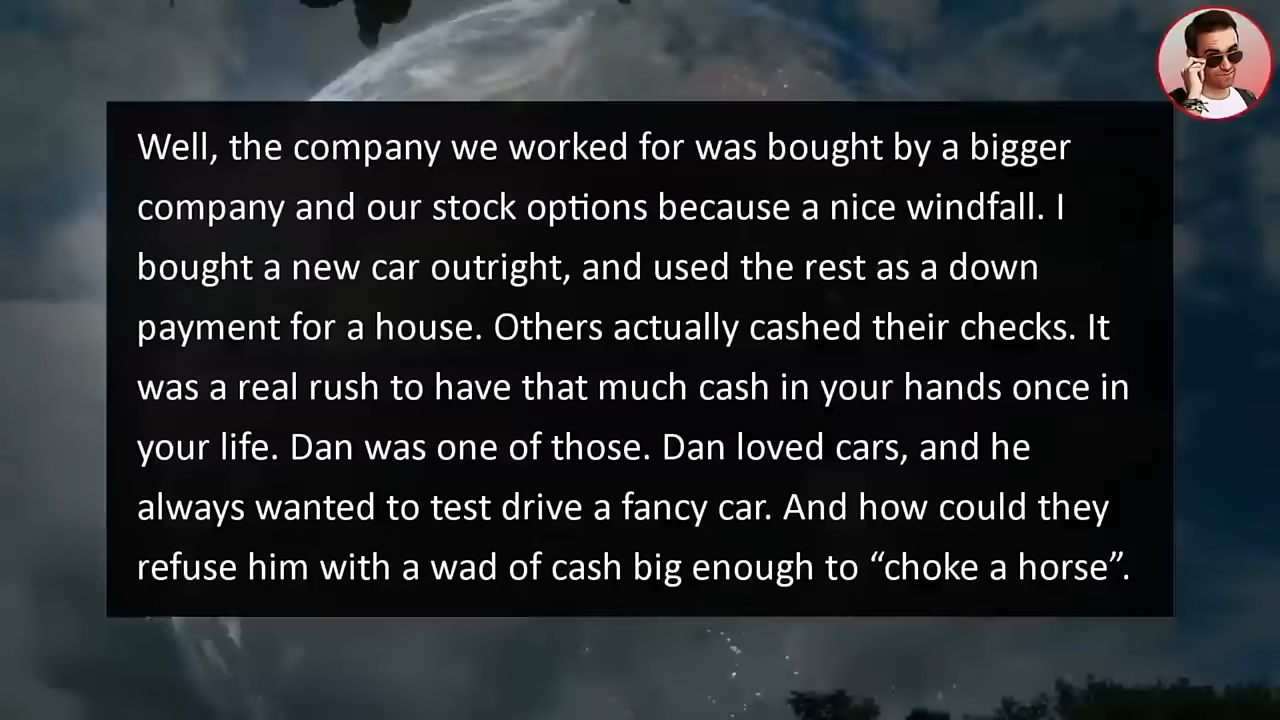 Well, the company we worked for was bought by a bigger
company and our stock options because a nice windfall. I
bought a new car outright, and used the rest as a down
payment for a house. Others actually cashed their checks. It
was a real rush to have that much cash in your hands once in
your life. Dan was one of those. Dan loved cars, and he
always wanted to test drive a fancy car. And how could they
refuse him with a wad of cash big enough to “choke a horse”.